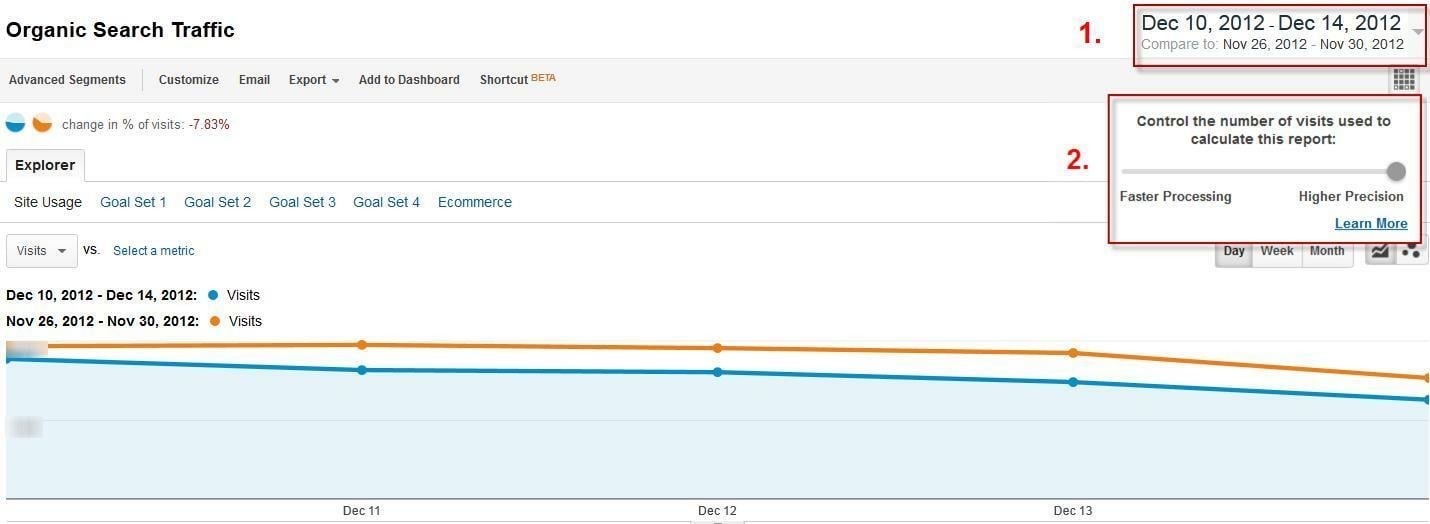 Organic Search Traffic
1.
Dec 10, 2012 - Dec 14, 2012
Compare to: Nov 26, 2012 - Nov 30, 2012
Advanced Segments Customize Email Export Add to Dashboard Shortcut BETA
change in % of visits: -7.83%
2.
Control the number of visits used to
calculate this report:
Faster Processing Higher Precision
Learn More
Explorer
Site Usage Goal Set 1 Goal Set 2 Goal Set 3 Goal Set 4 Ecommerce
Visits VS. Select a metric
Day Week Month
Dec 10, 2012 - Dec 14, 2012: Visits
Nov 26, 2012 - Nov 30, 2012: Visits
Dec 11 Dec 12 Dec 13